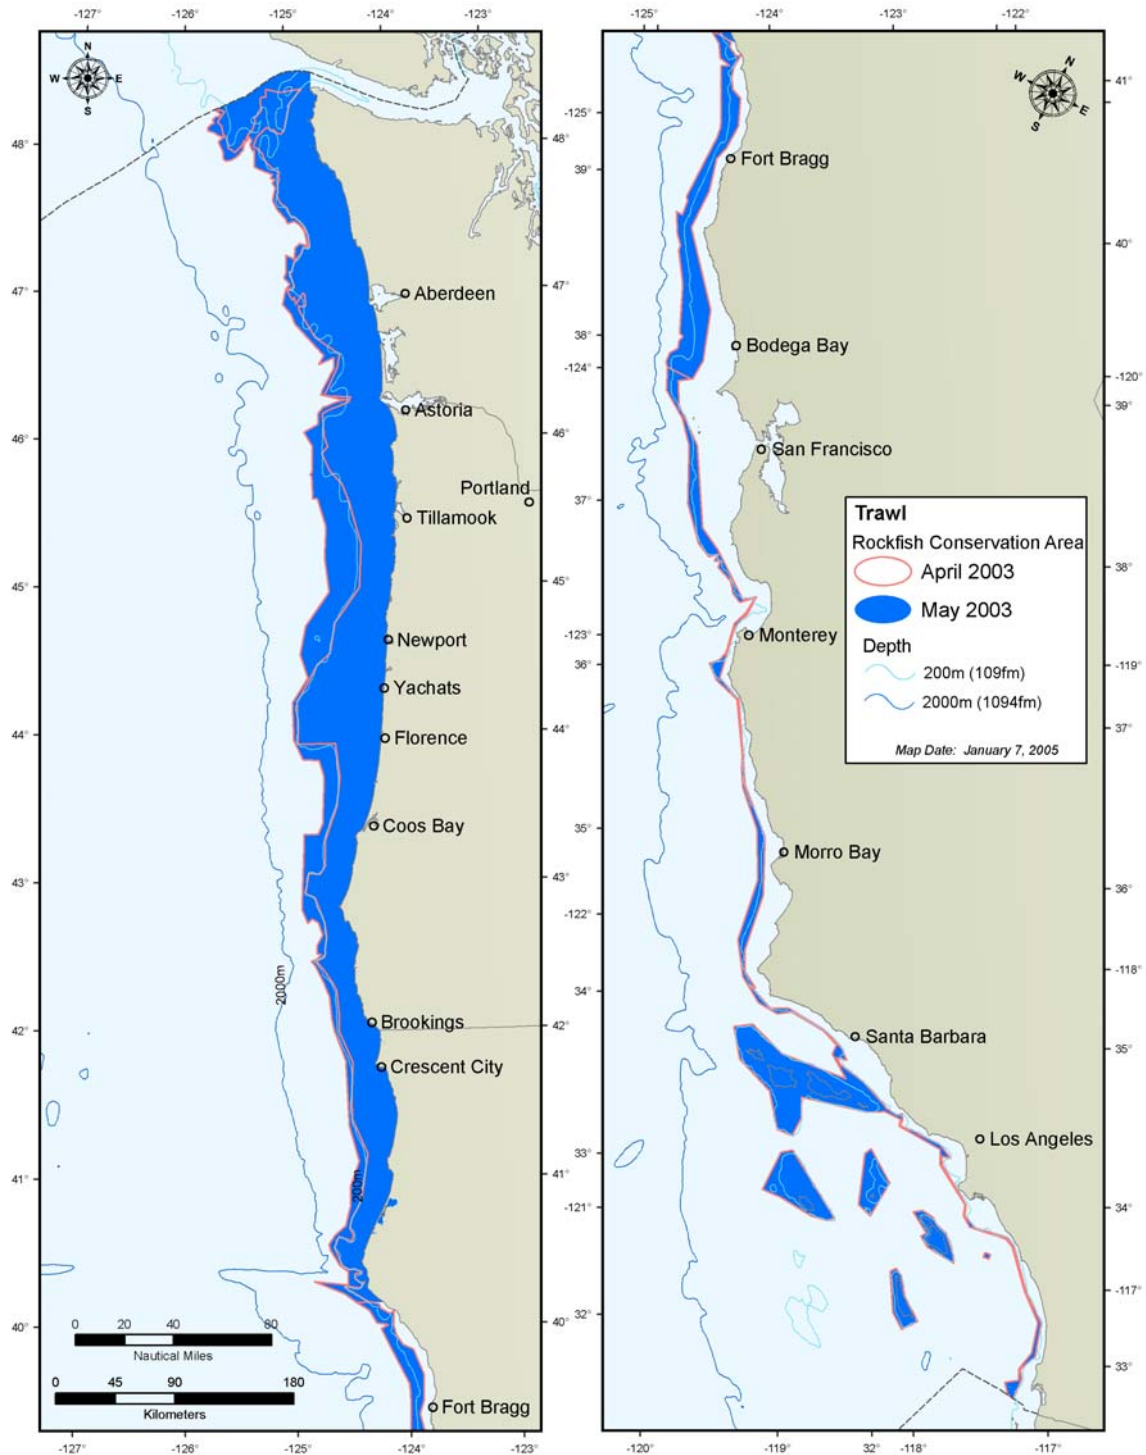 -127° -126° -125° -124° -123°
-125° -124° -123° -122°
N
W E
S
N
W E
S
48° 48°
47° 47°
46° 46°
45° 45°
44° 44°
43° 43°
42° 42°
41° 41°
40° 40°
Aberdeen
Astoria
Portland
Tillamook
Newport
Yachats
Florence
Coos Bay
2000m
Brookings
Crescent City
200m
0 20 40 80
Nautical Miles
0 45 90 180
Kilometers
Fort Bragg
-127° -126° -125° -124° -123°
-125°
39°
38°
-124°
37°
-123°
36°
35°
-122°
34°
33°
-121°
32°
Fort Bragg
Bodega Bay
San Francisco
Monterey
Morro Bay
Santa Barbara
Los Angeles
Trawl
Rockfish Conservation Area
April 2003
May 2003
Depth
200m (109fm)
2000m (1094fm)
Map Date: January 7, 2005
41°
40°
-120°
39°
38°
-119°
37°
36°
-118°
35°
34°
-117°
33°
-120° -119° 32° -118° -117°